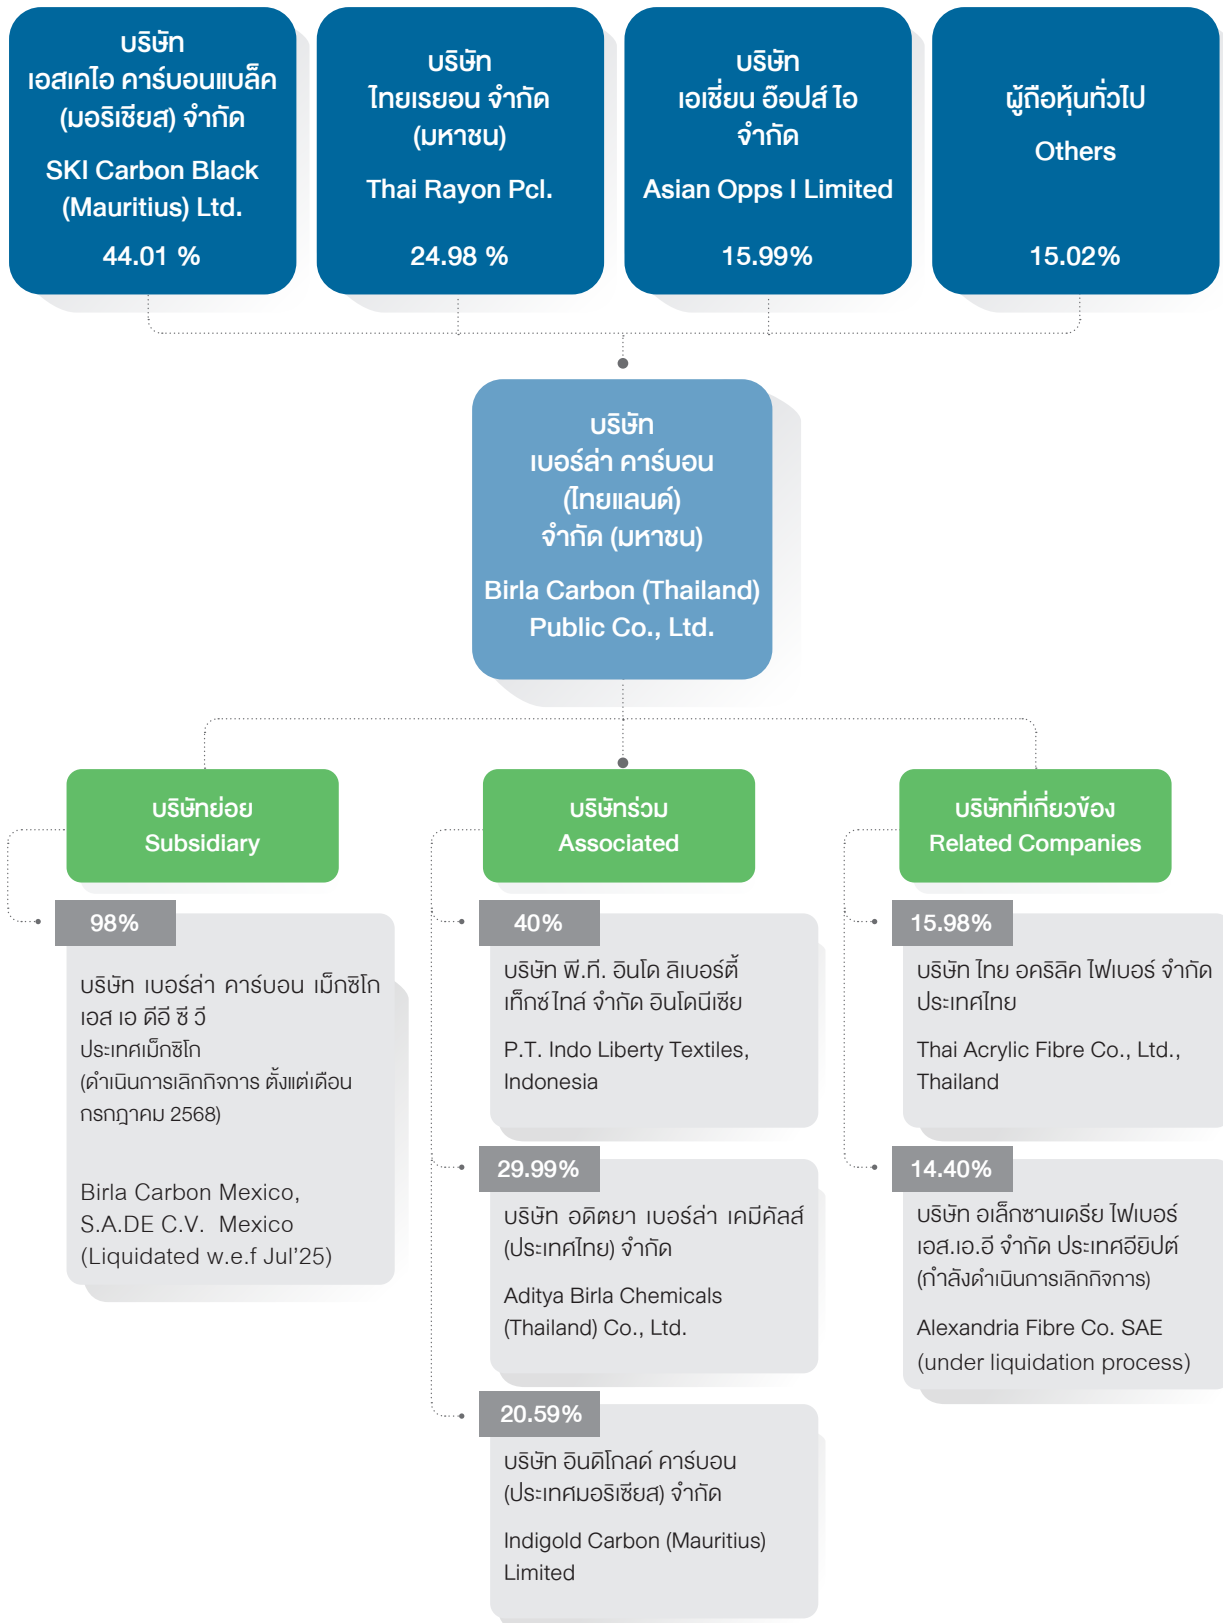 บริษัท
เอสเคไอ คาร์บอนแบล็ค
(มอริเชียส) จำกัด
SKI Carbon Black
(Mauritius) Ltd.
44.01 %
บริษัท
ไทยเรยอน จำกัด
(มหาชน)
Thai Rayon Pcl.
24.98 %
บริษัท
เอเชี่ยน อ๊อปส์ ไอ
จำกัด
Asian Opps I Limited
15.99%
ผู้ถือหุ้นทั่วไป
Others
15.02%
บริษัท
เบอร์ล่า คาร์บอน
(ไทยแลนด์)
จำกัด (มหาชน)
Birla Carbon (Thailand)
Public Co., Ltd.
บริษัทย่อย
Subsidiary
98%
บริษัท เบอร์ล่า คาร์บอน เม็กซิโก
เอส เอ ดีอี ซี วี
ประเทศเม็กซิโก
(ดำเนินการเลิกกิจการ ตั้งแต่เดือน
กรกฎาคม 2568)
Birla Carbon Mexico,
S.A.DE C.V. Mexico
(Liquidated w.e.f Jul’25)
บริษัทร่วม
Associated
40%
บริษัท พี.ที. อินโด ลิเบอร์ตี้
เท็กซ์ไทล์ จำกัด อินโดนีเซีย
P.T. Indo Liberty Textiles,
Indonesia
29.99%
บริษัท อดิตยา เบอร์ล่า เคมีคัลส์
(ประเทศไทย) จำกัด
Aditya Birla Chemicals
(Thailand) Co., Ltd.
20.59%
บริษัท อินดิโกลด์ คาร์บอน
(ประเทศมอริเซียส) จำกัด
Indigold Carbon (Mauritius)
Limited
บริษัทที่เกี่ยวข้อง
Related Companies
15.98%
บริษัท ไทย อคริลิค ไฟเบอร์ จำกัด
ประเทศไทย
Thai Acrylic Fibre Co., Ltd.,
Thailand
14.40%
บริษัท อเล็กซานเดรีย ไฟเบอร์
เอส.เอ.อี จำกัด ประเทศอียิปต์
(กำลังดำเนินการเลิกกิจการ)
Alexandria Fibre Co. SAE
(under liquidation process)